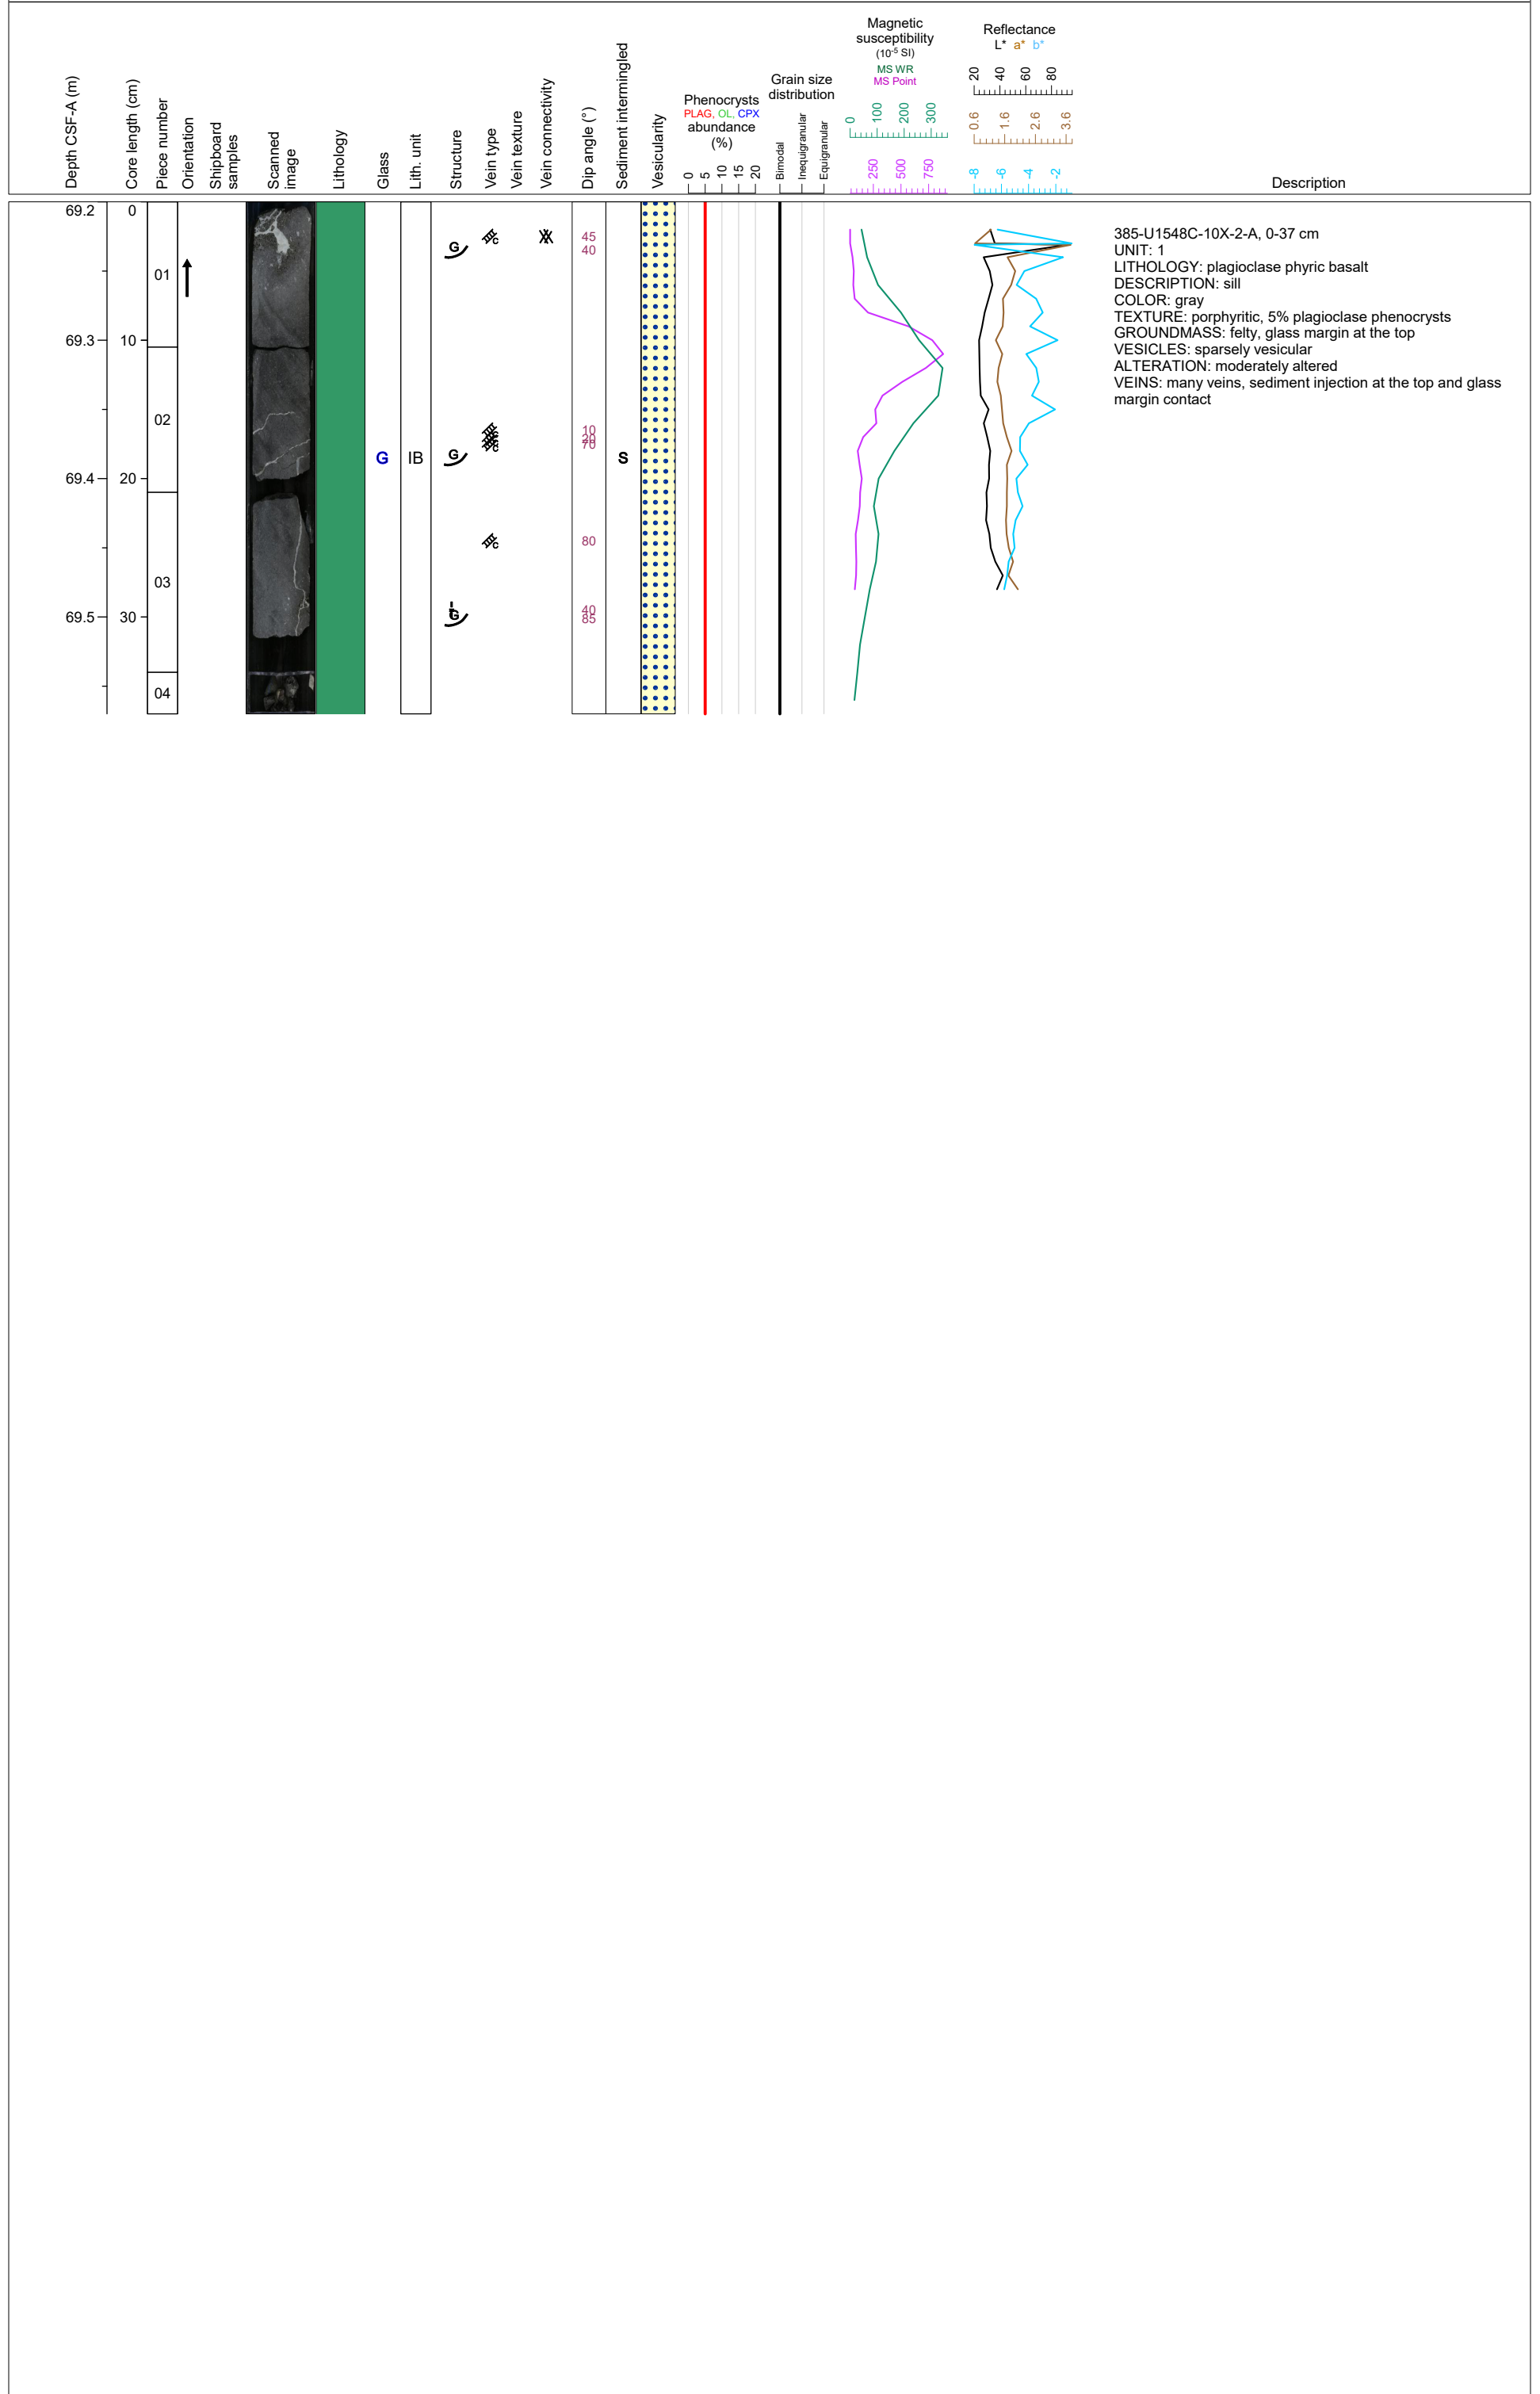 Depth CSF-A (m)
Core length (cm)
Piece number
Orientation
Shipboard
samples
Scanned
image
Lithology
Glass
Lith. unit
Structure
Vein type
Vein texture
Vein connectivity
Dip angle (°)
Sediment intermingled
Vesicularity
Phenocrysts
PLAG, OL, CPX
abundance
(%)
0 5 10 15 20
Grain size
distribution
Bimodal
Inequigranular
Equigranular
Magnetic
susceptibility
(10-5 SI)
MS WR
MS Point
0 100 200 300
250 500 750
Reflectance
L* a* b*
20 40 60 80
0.6 1.6 2.6 3.6
-8 -6 -4 -2
Description
69.2 0
69.3 10
69.4 20
69.5 30
01
02
03
04
G
IB
G
G
G
c
c
c
c
45
40
10
20
70
80
40
85
S
385-U1548C-10X-2-A, 0-37 cm
UNIT: 1
LITHOLOGY: plagioclase phyric basalt
DESCRIPTION: sill
COLOR: gray
TEXTURE: porphyritic, 5% plagioclase phenocrysts
GROUNDMASS: felty, glass margin at the top
VESICLES: sparsely vesicular
ALTERATION: moderately altered
VEINS: many veins, sediment injection at the top and glass
margin contact